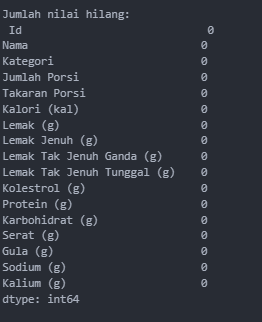 Jumlah nilai hilang:
Id 0
Nama 0
Kategori 0
Jumlah Porsi 0
Takaran Porsi 0
Kalori (kal) 0
Lemak (g) 0
Lemak Jenuh (g) 0
Lemak Tak Jenuh Ganda (g) 0
Lemak Tak Jenuh Tunggal (g) 0
Kolestrol (g) 0
Protein (g) 0
Karbohidrat (g) 0
Serat (g) 0
Gula (g) 0
Sodium (g) 0
Kalium (g) 0
dtype: int64